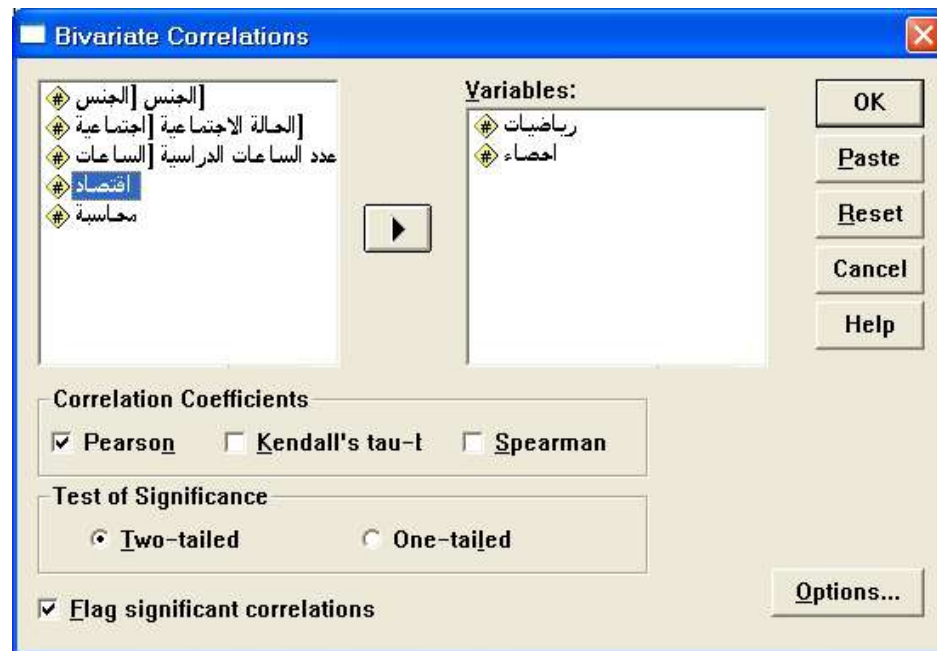 Bivariate Correlations
الجنس [الجنس]
الحالة الاجتماعية [اجتماعية]
عدد الساعات الدراسية [الساعات
اقتصاد
محاسبة
Variables:
رياضيات
احصاء
OK
Paste
Reset
Cancel
Help
Correlation Coefficients
Pearson
Kendall's tau-t
Spearman
Test of Significance
Two-tailed
One-tailed
Flag significant correlations
Options...